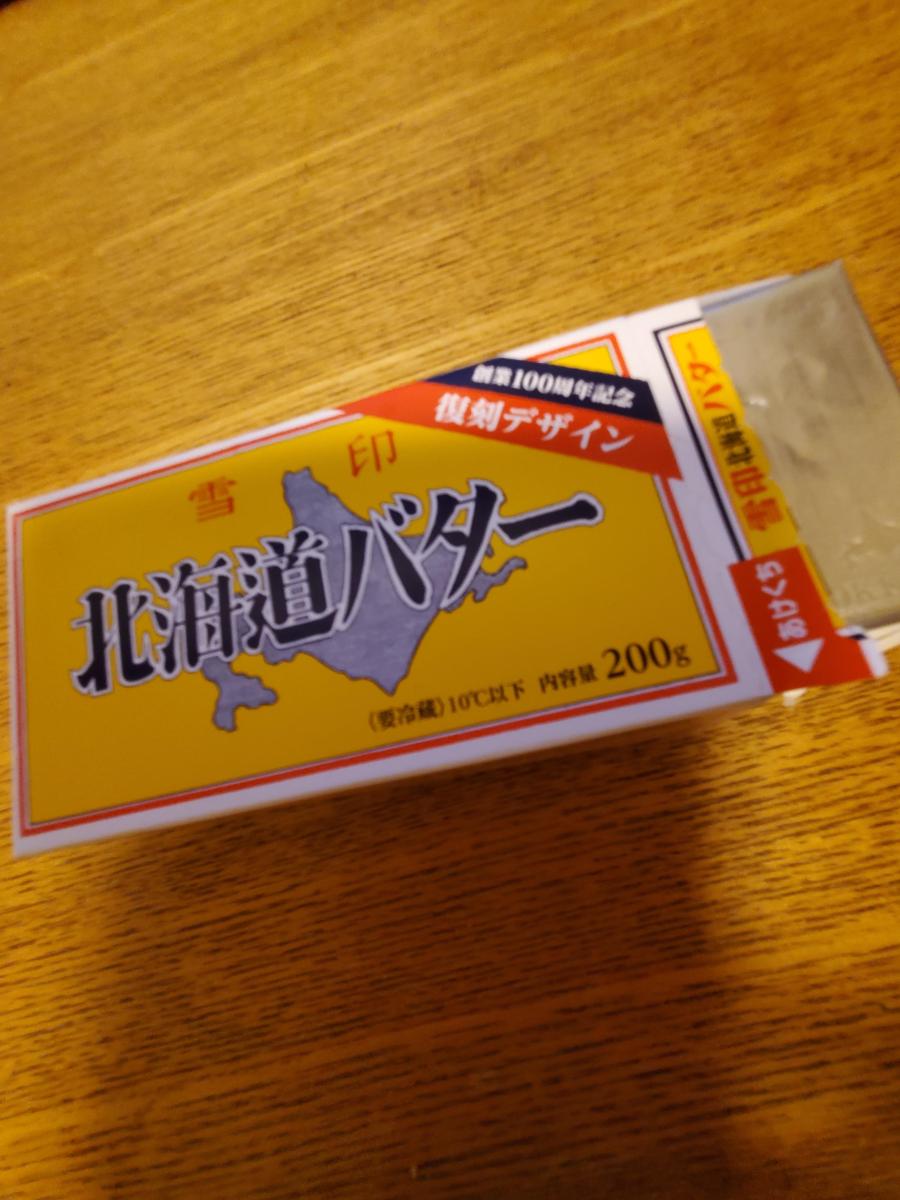 創業100周年記念
復刻デザイン
雪印
北海道バター
(要冷蔵)10℃以下 内容量 200g
雪印北海道バター
あけくち